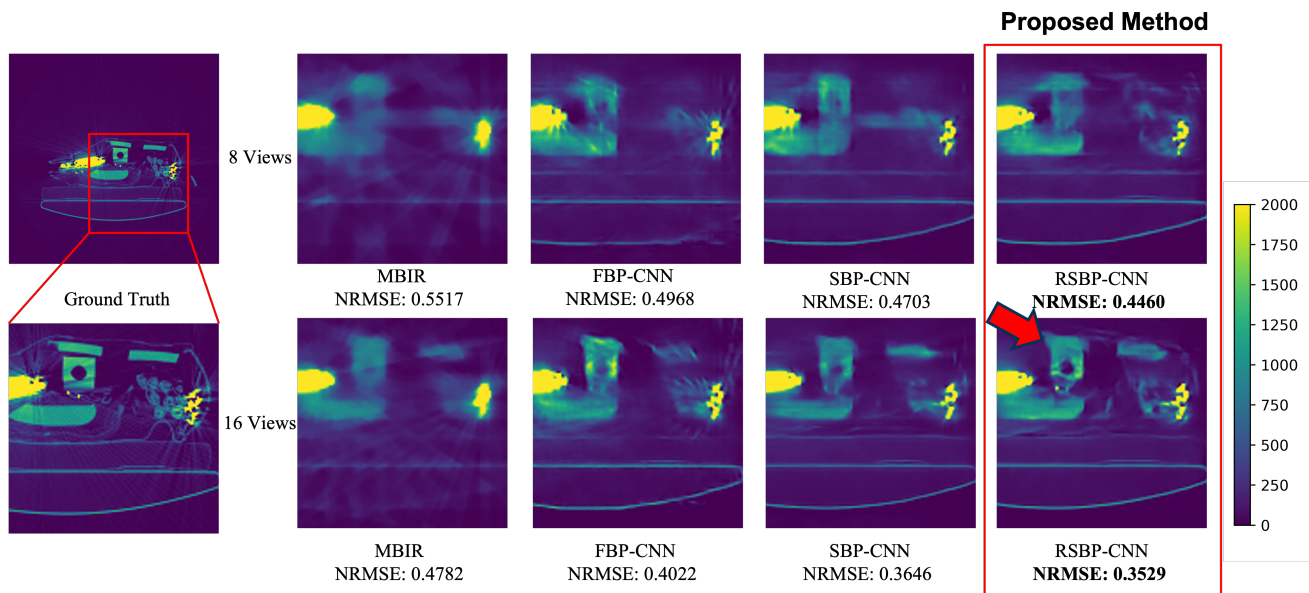 Proposed Method
8 Views
MBIR
NRMSE: 0.5517
FBP-CNN
NRMSE: 0.4968
SBP-CNN
NRMSE: 0.4703
RSBP-CNN
NRMSE: 0.4460
Ground Truth
16 Views
MBIR
NRMSE: 0.4782
FBP-CNN
NRMSE: 0.4022
SBP-CNN
NRMSE: 0.3646
RSBP-CNN
NRMSE: 0.3529
2000
1750
1500
1250
1000
750
500
250
0